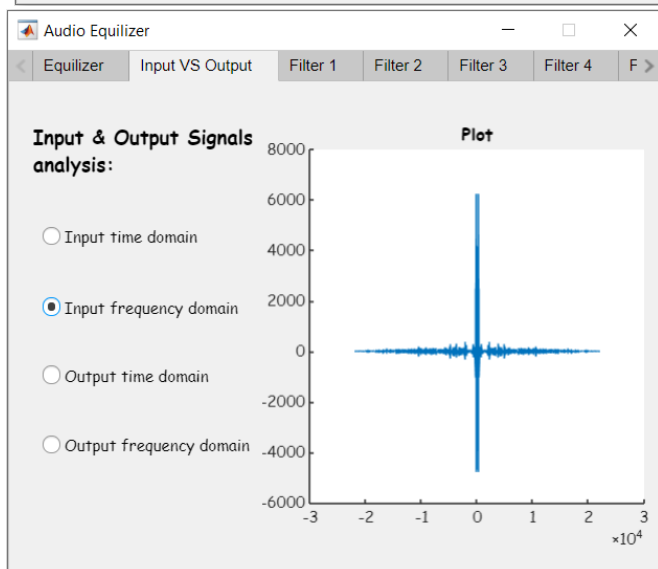 Audio Equilizer
Equilizer Input VS Output Filter 1 Filter 2 Filter 3 Filter 4 F
Input & Output Signals
analysis:
Input time domain
Input frequency domain
Output time domain
Output frequency domain
Plot
8000
6000
4000
2000
0
-2000
-4000
-6000
-3 -2 -1 0 1 2 3
×10⁴